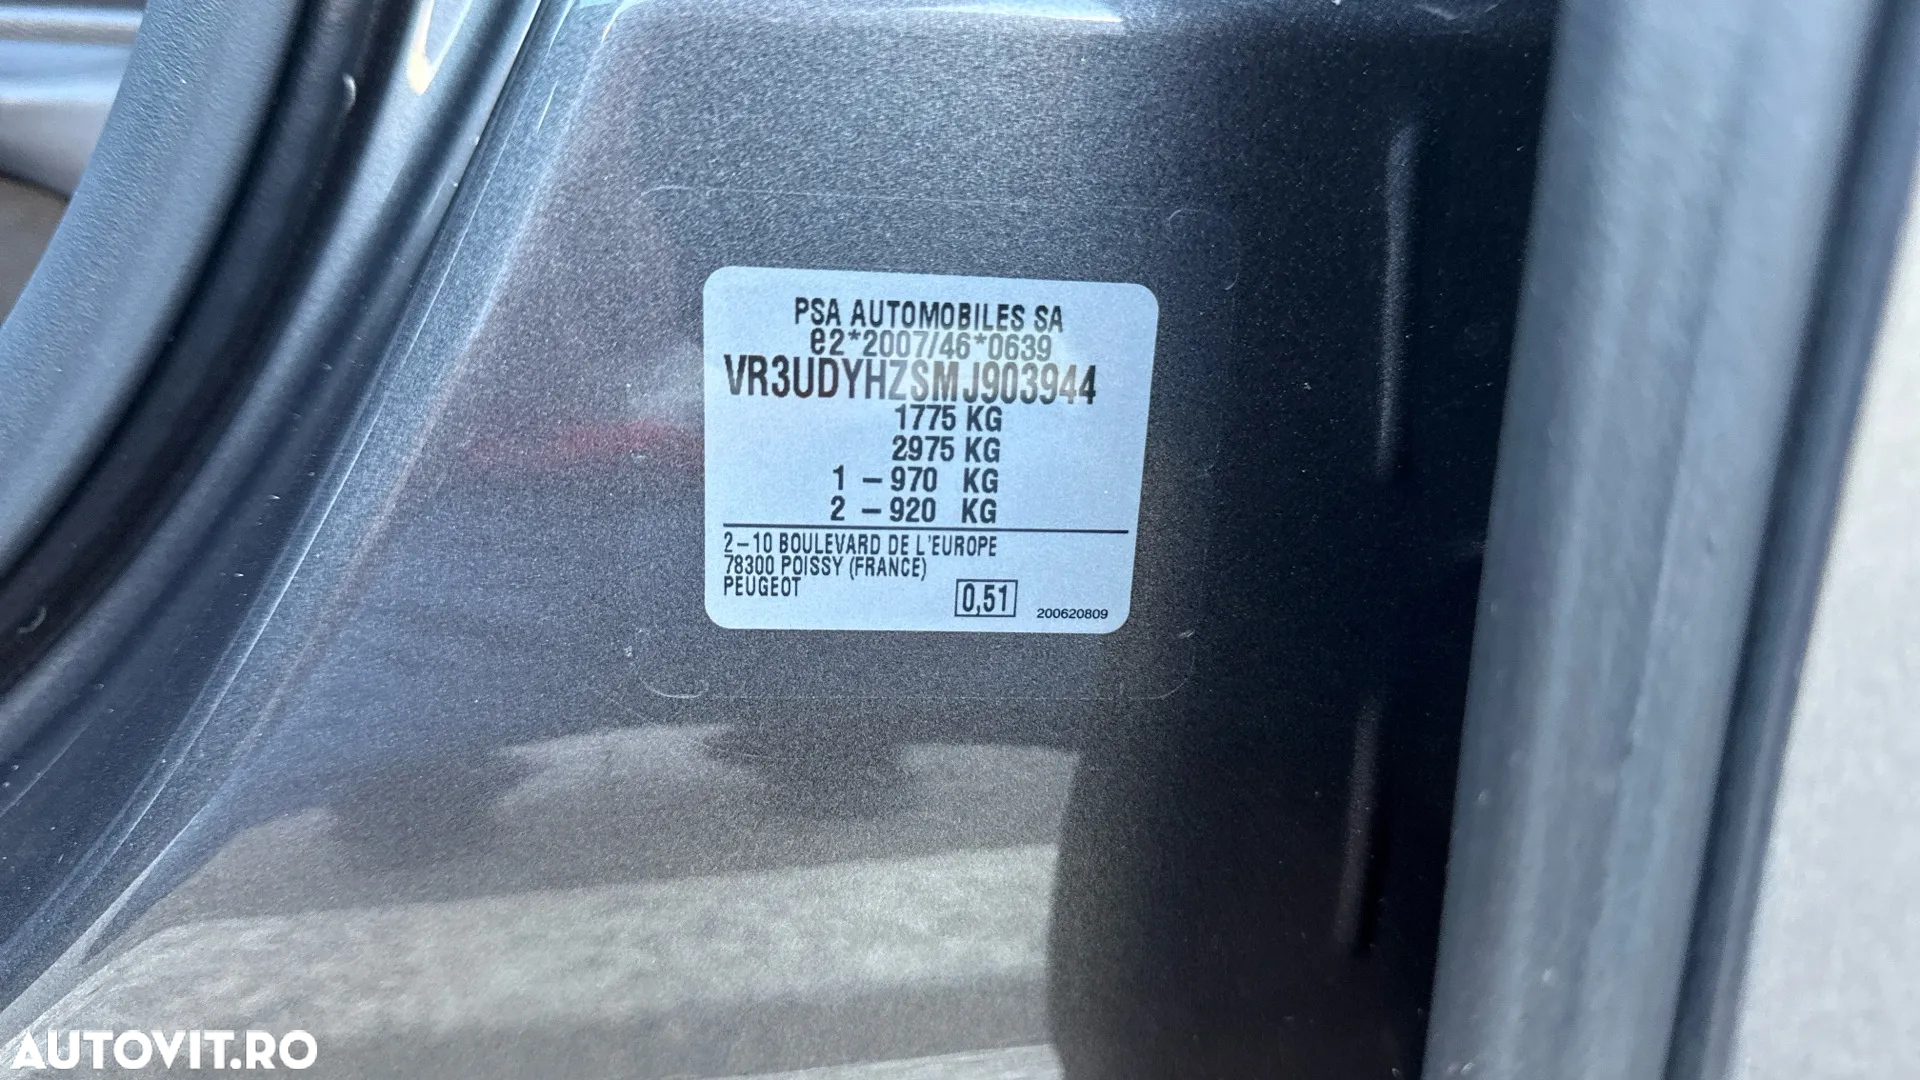 PSA AUTOMOBILES SA
e2*2007/46*0639
VR3UDYHZSMJ903944
1775 KG
2975 KG
1 – 970 KG
2 – 920 KG
2–10 BOULEVARD DE L'EUROPE
78300 POISSY (FRANCE)
PEUGEOT
0,51
200620809
AUTOVIT.RO